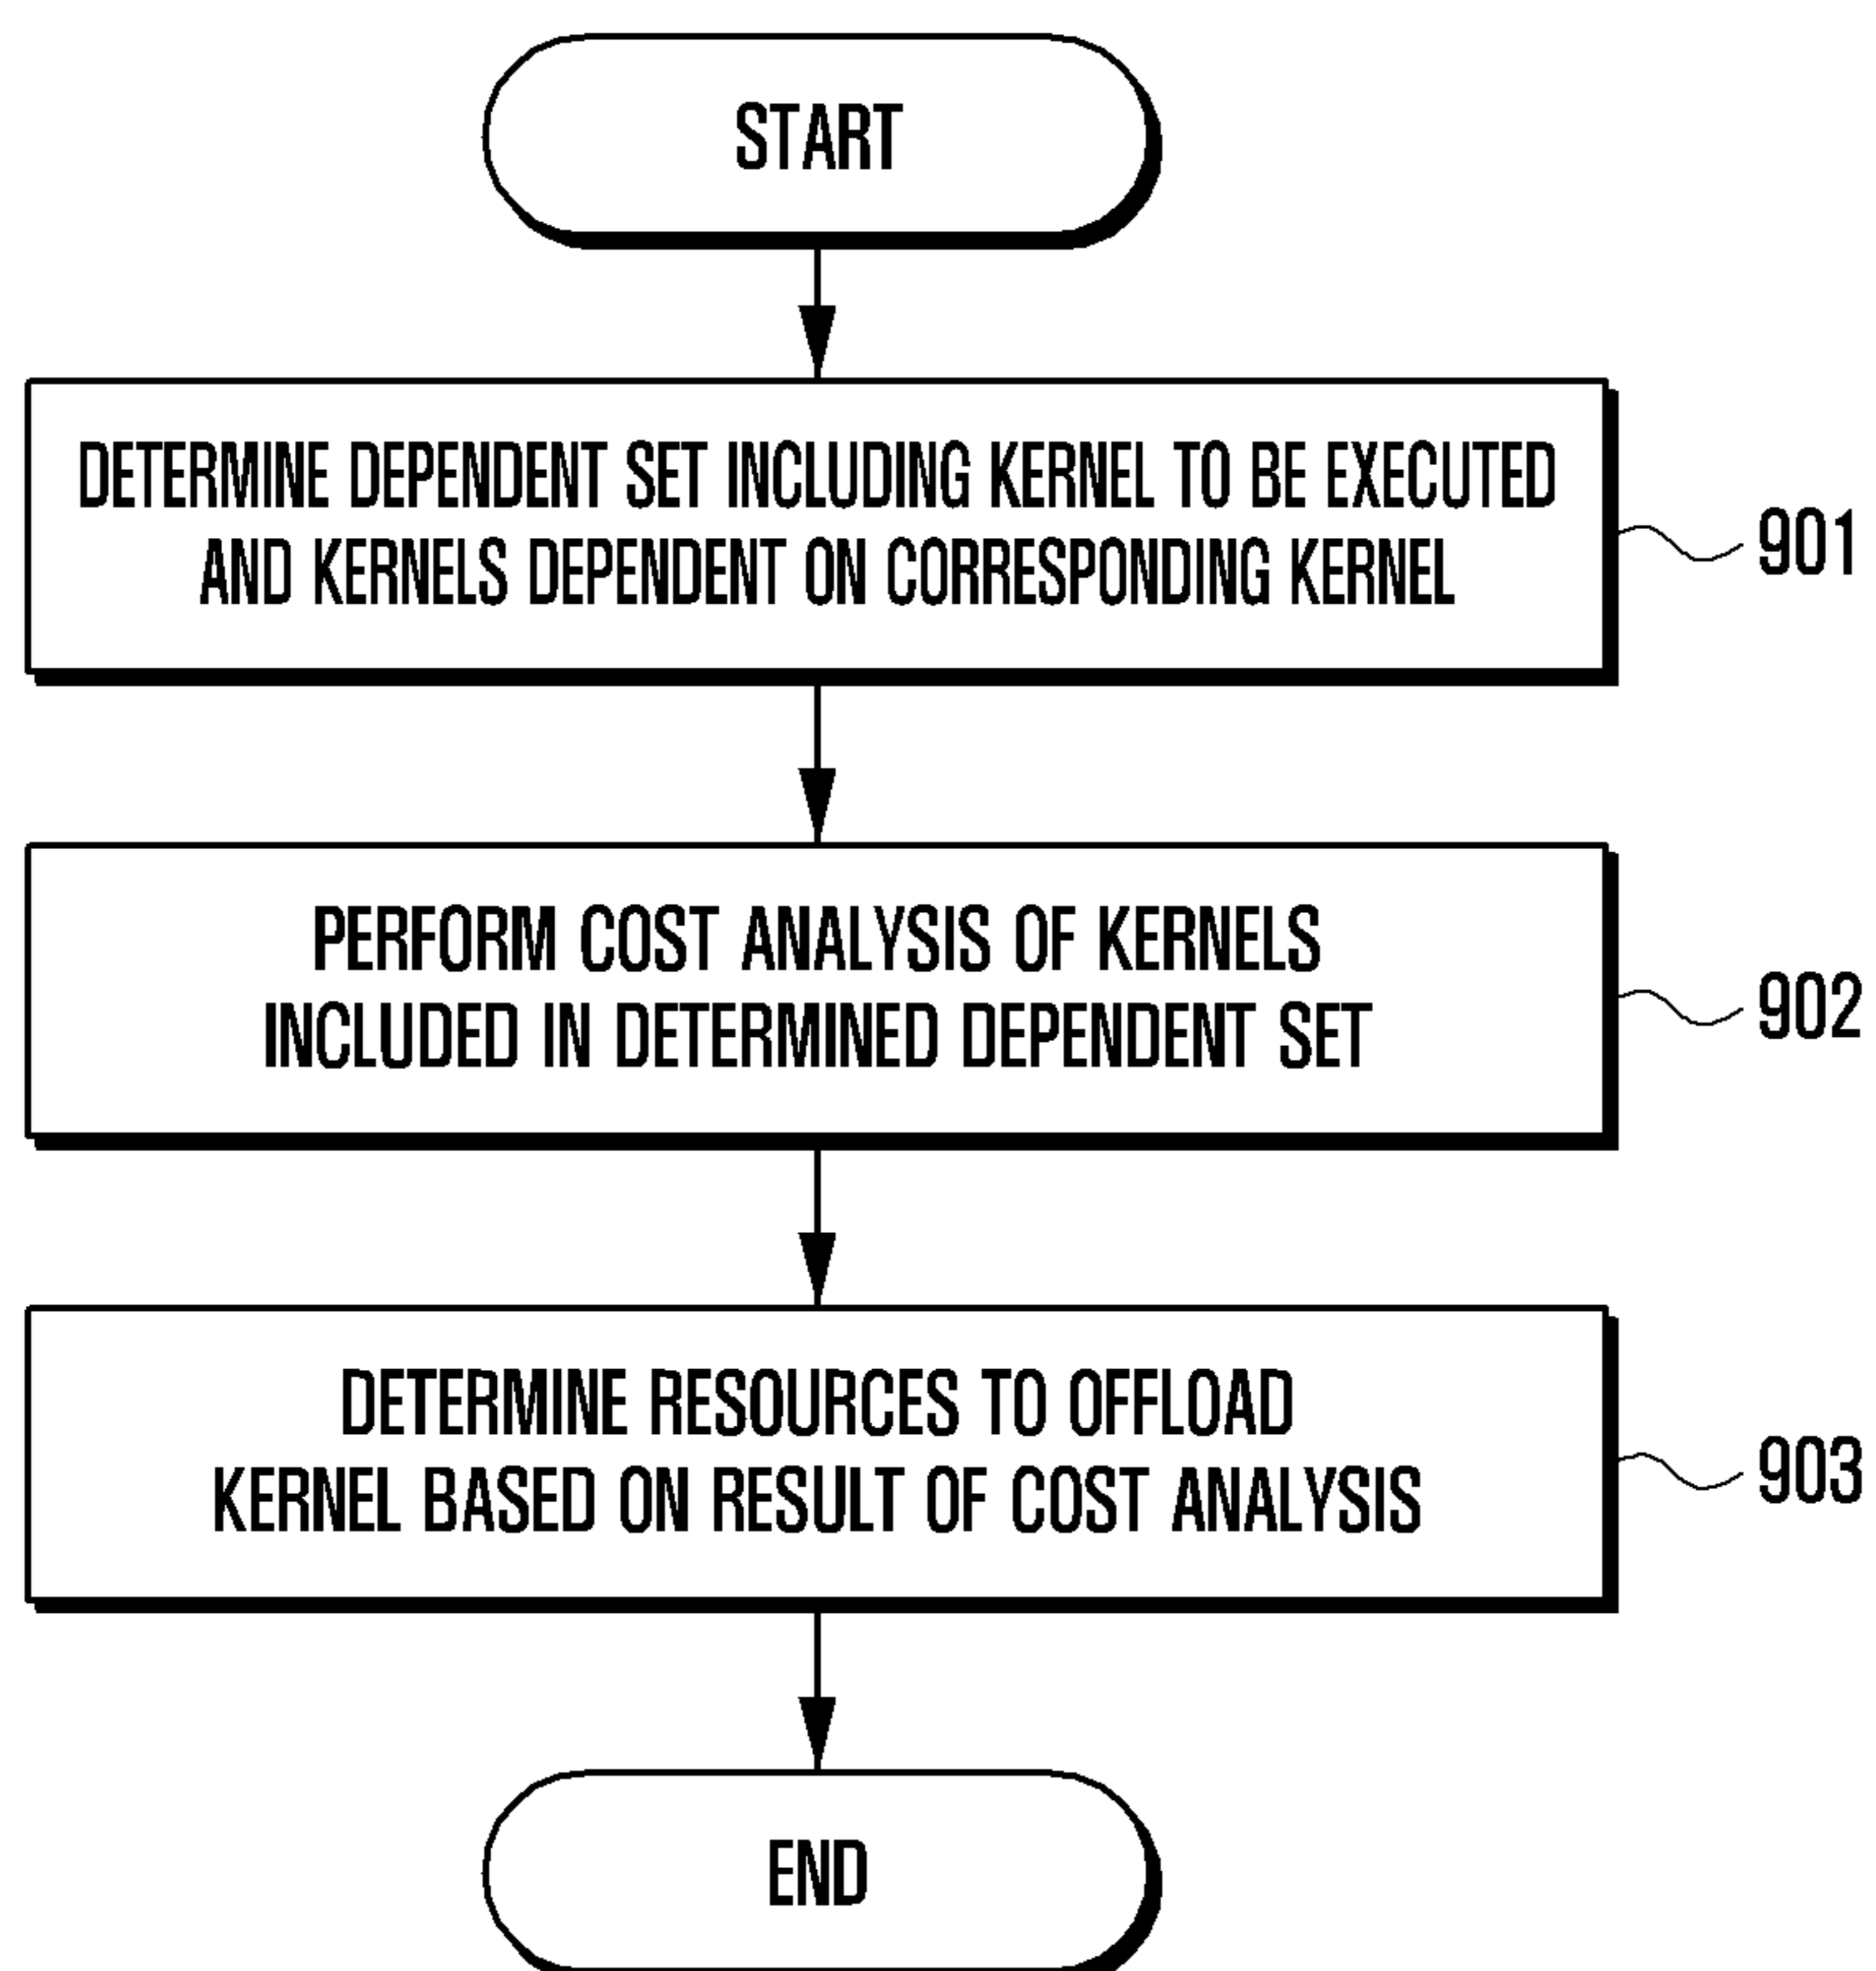 START
DETERMINE DEPENDENT SET INCLUDING KERNEL TO BE EXECUTED
AND KERNELS DEPENDENT ON CORRESPONDING KERNEL
901
PERFORM COST ANALYSIS OF KERNELS
INCLUDED IN DETERMINED DEPENDENT SET
902
DETERMINE RESOURCES TO OFFLOAD
KERNEL BASED ON RESULT OF COST ANALYSIS
903
END